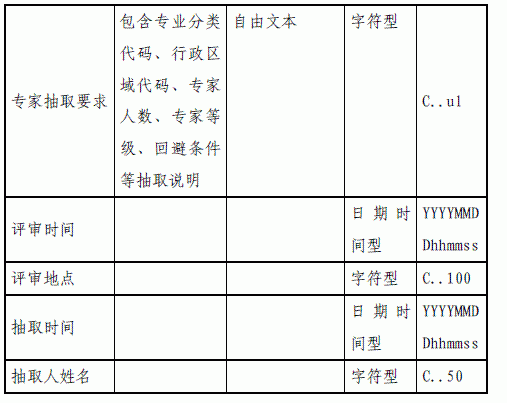 专家抽取要求
包含专业分类
代码、行政区
域代码、专家
人数、专家等
级、回避条件
等抽取说明
自由文本
字符型
C..ul
评审时间
日期时
间型
YYYYMMD
Dhhmmss
评审地点
字符型
C..100
抽取时间
日期时
间型
YYYYMMD
Dhhmmss
抽取人姓名
字符型
C..50